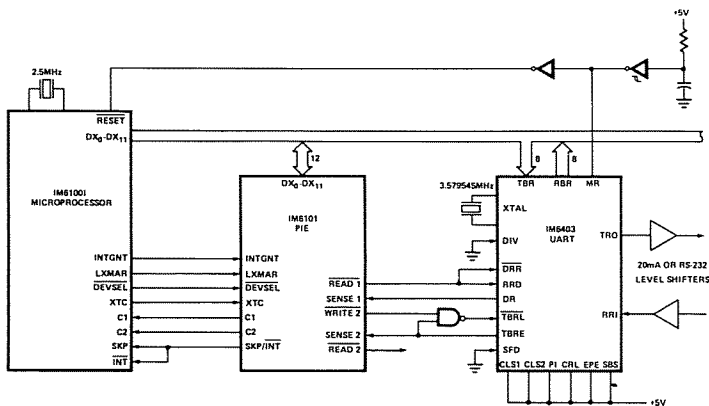 +5V
2.5MHz
RESET
DX0-DX11
12
8
8
DX0-DX11
TBR
RBR
MR
3.579545MHz
XTAL
IM6100I
MICROPROCESSOR
IM6101
PIE
IM6403
UART
TRO
DIV
20mA OR RS-232
LEVEL SHIFTERS
INTGNT
INTGNT
LXMAR
LXMAR
DEVSEL
DEVSEL
XTC
XTC
C1
C1
C2
C2
SKP
SKP/INT
INT
READ 1
SENSE 1
WRITE 2
SENSE 2
READ 2
DRR
RRD
DR
TBRL
TBRE
SFD
RRI
CLS1 CLS2 PI CRL EPE SBS
+5V